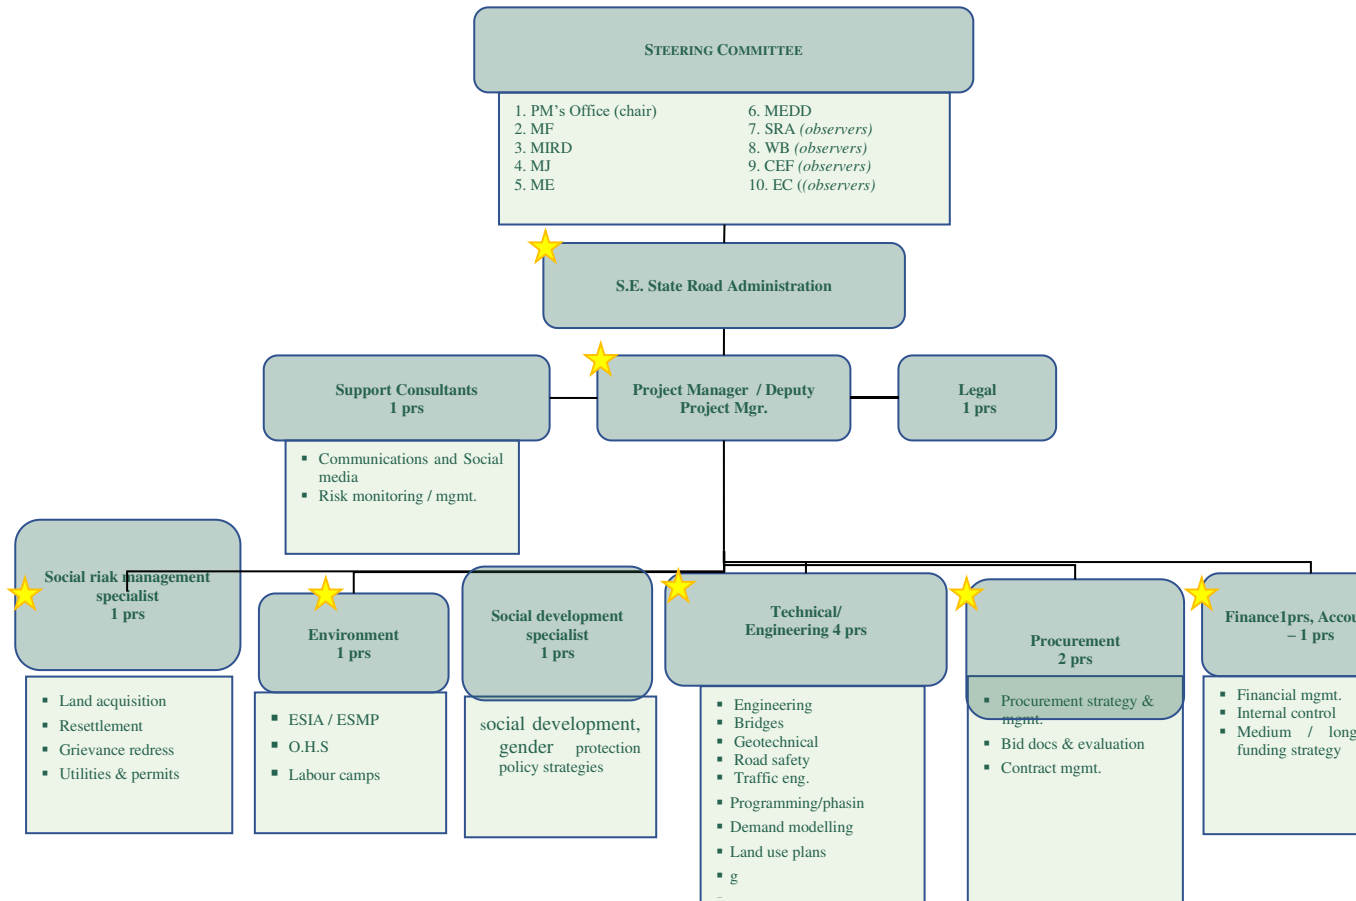 STEERING COMMITTEE
1. PM's Office (chair)
2. MF
3. MIRD
4. MJ
5. ME
6. MEDD
7. SRA (observers)
8. WB (observers)
9. CEF (observers)
10. EC ((observers)
S.E. State Road Administration
Support Consultants
1 prs
Project Manager / Deputy
Project Mgr.
Legal
1 prs
▪ Communications and Social
media
▪ Risk monitoring / mgmt.
Social riak management
specialist
1 prs
▪ Land acquisition
▪ Resettlement
▪ Grievance redress
▪ Utilities & permits
Environment
1 prs
▪ ESIA / ESMP
▪ O.H.S
▪ Labour camps
Social development
specialist
1 prs
social development,
gender protection
policy strategies
Technical/
Engineering 4 prs
▪ Engineering
▪ Bridges
▪ Geotechnical
▪ Road safety
▪ Traffic eng.
▪ Programming/phasin
▪ Demand modelling
▪ Land use plans
▪ g
Procurement
2 prs
▪ Procurement strategy &
mgmt.
▪ Bid docs & evaluation
▪ Contract mgmt.
Finance1prs, Accou
– 1 prs
▪ Financial mgmt.
▪ Internal control
▪ Medium / long
funding strategy